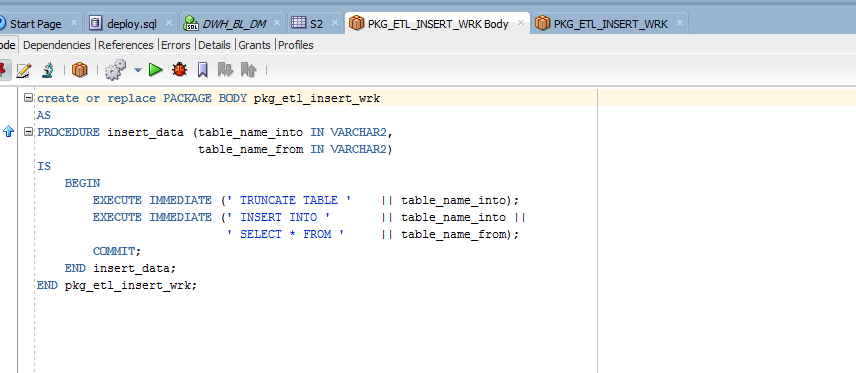 Start Page deploy.sql DWH_BL_DM S2 PKG_ETL_INSERT_WRK Body PKG_ETL_INSERT_WRK
ode Dependencies References Errors Details Grants Profiles
create or replace PACKAGE BODY pkg_etl_insert_wrk
AS
PROCEDURE insert_data (table_name_into IN VARCHAR2,
table_name_from IN VARCHAR2)
IS
BEGIN
EXECUTE IMMEDIATE (' TRUNCATE TABLE ' || table_name_into);
EXECUTE IMMEDIATE (' INSERT INTO ' || table_name_into ||
' SELECT * FROM ' || table_name_from);
COMMIT;
END insert_data;
END pkg_etl_insert_wrk;